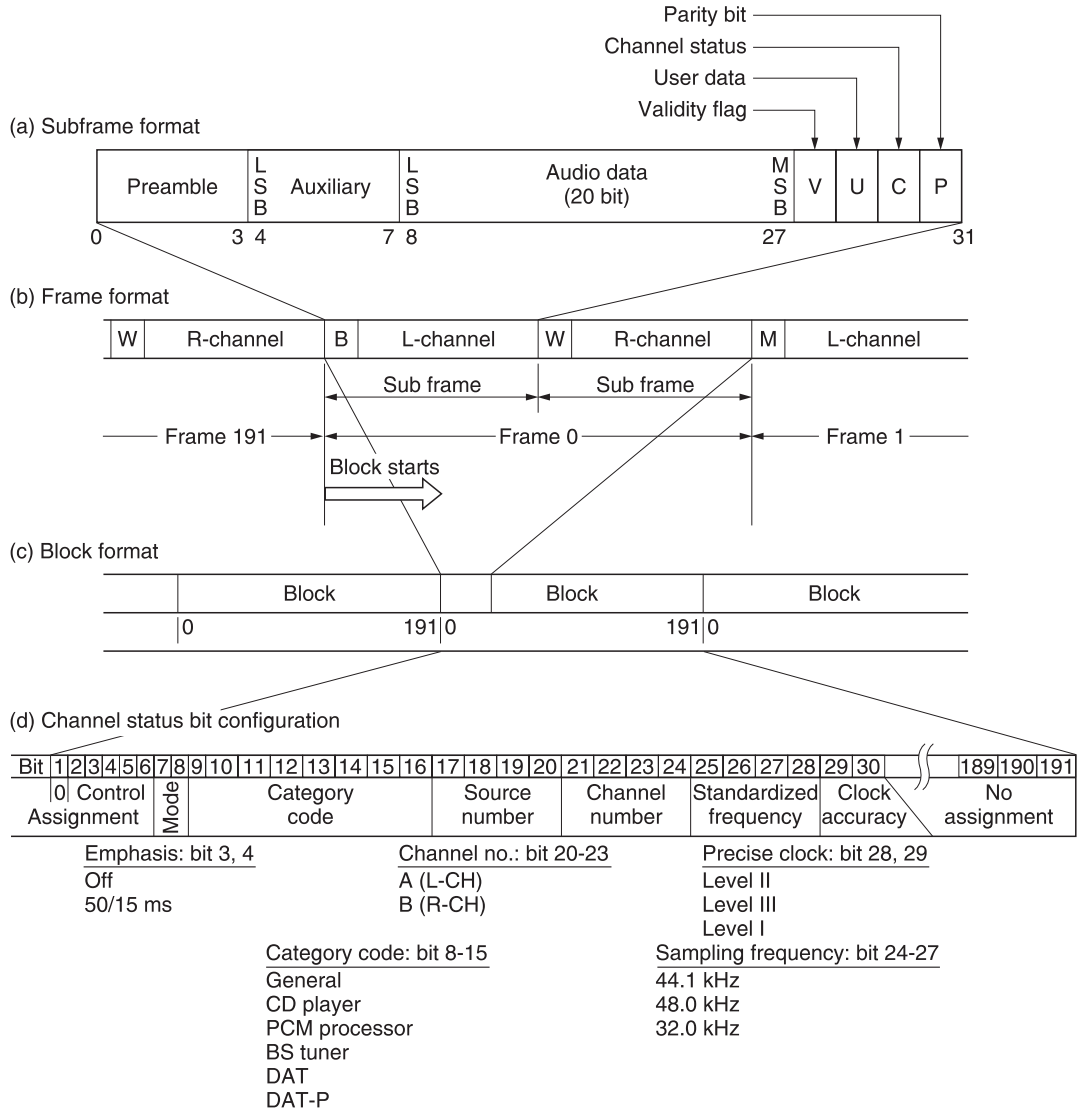 Parity bit
Channel status
User data
Validity flag
(a) Subframe format
Preamble LSB Auxiliary LSB Audio data (20 bit) MSB V U C P
0 3 4 7 8 27 31
(b) Frame format
W R-channel B L-channel W R-channel M L-channel
Sub frame Sub frame
Frame 191 Frame 0 Frame 1
Block starts
(c) Block format
Block Block Block
0 191 0 191 0
(d) Channel status bit configuration
Bit 1 2 3 4 5 6 7 8 9 10 11 12 13 14 15 16 17 18 19 20 21 22 23 24 25 26 27 28 29 30 189 190 191
0 Control Mode Category Source Channel Standardized Clock No
Assignment code number number frequency accuracy assignment
Emphasis: bit 3, 4
Off
50/15 ms
Channel no.: bit 20-23
A (L-CH)
B (R-CH)
Precise clock: bit 28, 29
Level II
Level III
Level I
Category code: bit 8-15
General
CD player
PCM processor
BS tuner
DAT
DAT-P
Sampling frequency: bit 24-27
44.1 kHz
48.0 kHz
32.0 kHz